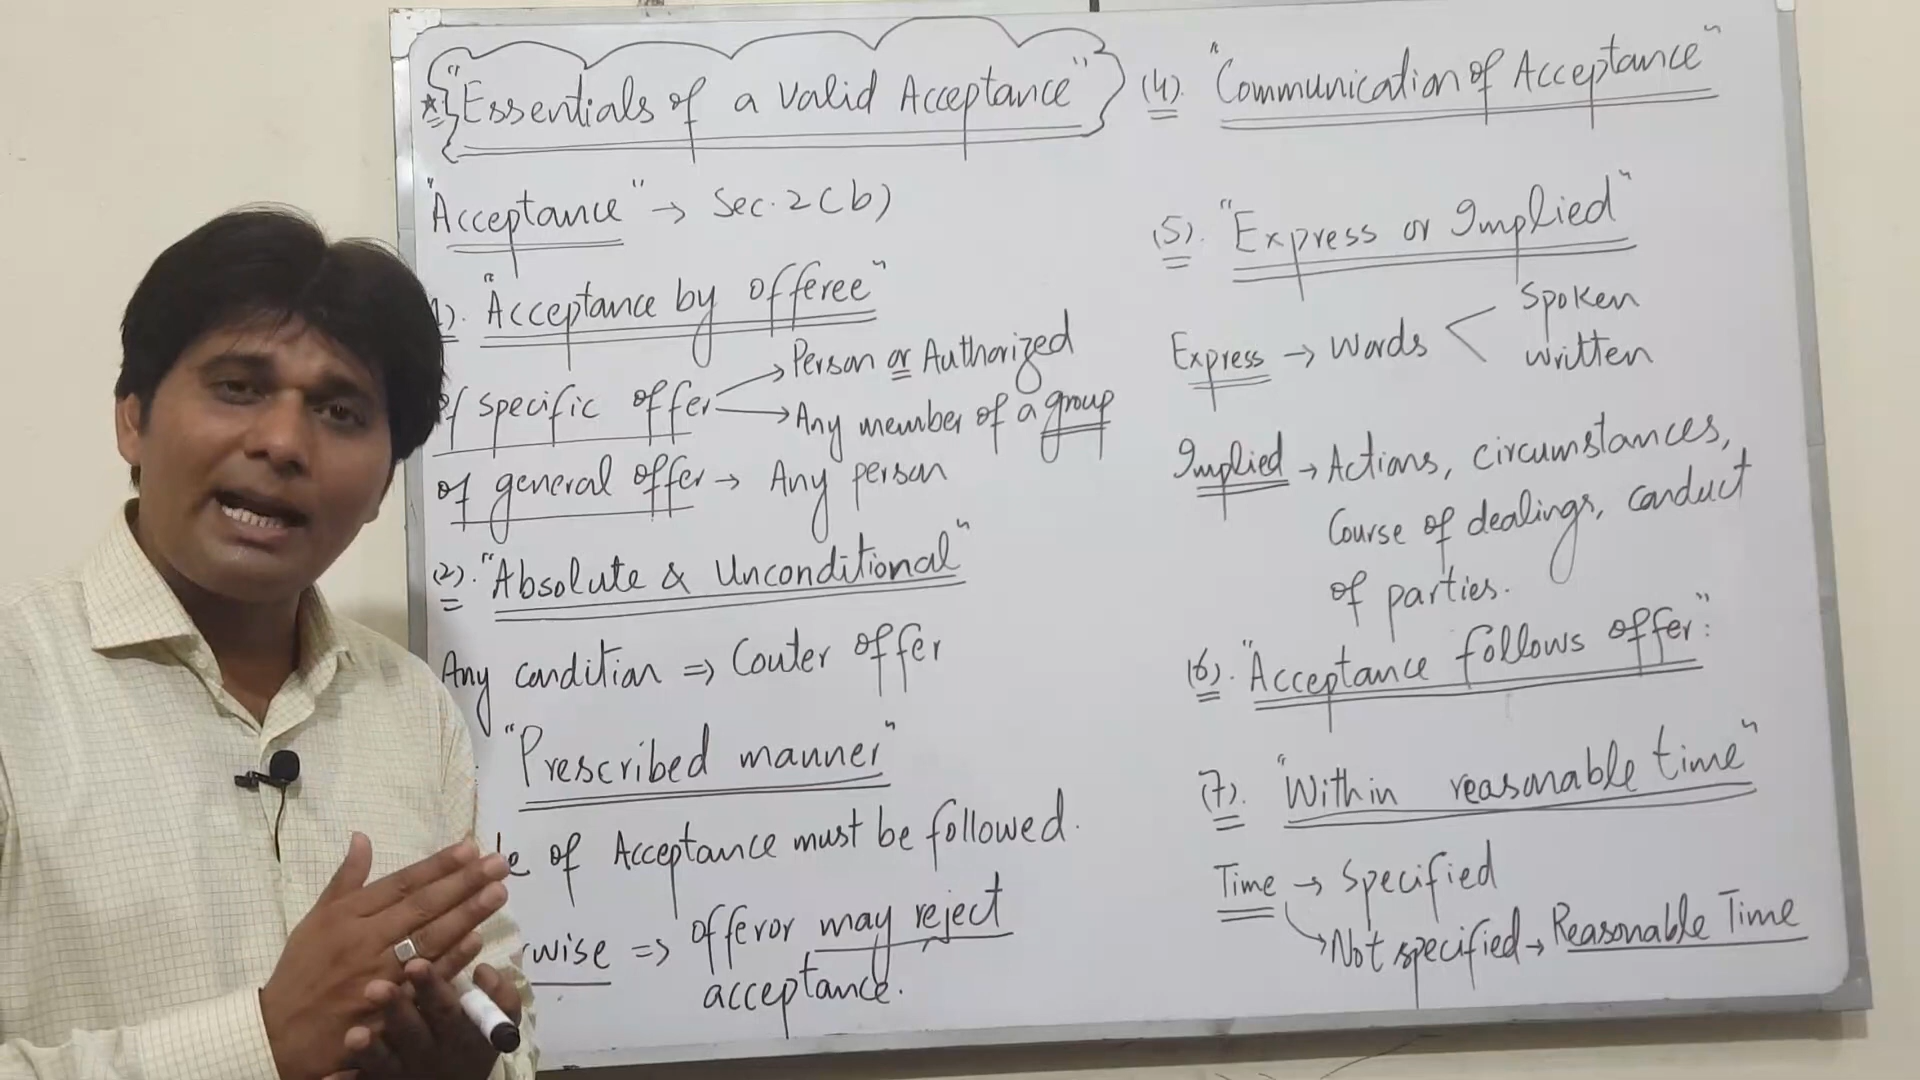 "Essentials of a Valid Acceptance"
"Acceptance" → Sec. 2(b)
1). "Acceptance by offeree"
of specific offer → Person or Authorized
→ Any member of a group
of general offer → Any person
(2). "Absolute & Unconditional"
Any condition => Couter offer
"Prescribed manner"
of Acceptance must be followed.
wise => offeror may reject
acceptance.
(4). "Communication of Acceptance"
(5). "Express or Implied"
Express → Words < Spoken
written
Implied → Actions, circumstances,
Course of dealings, conduct
of parties.
(6). "Acceptance follows offer":
(7). "Within reasonable time"
Time → Specified
→ Not specified → Reasonable Time